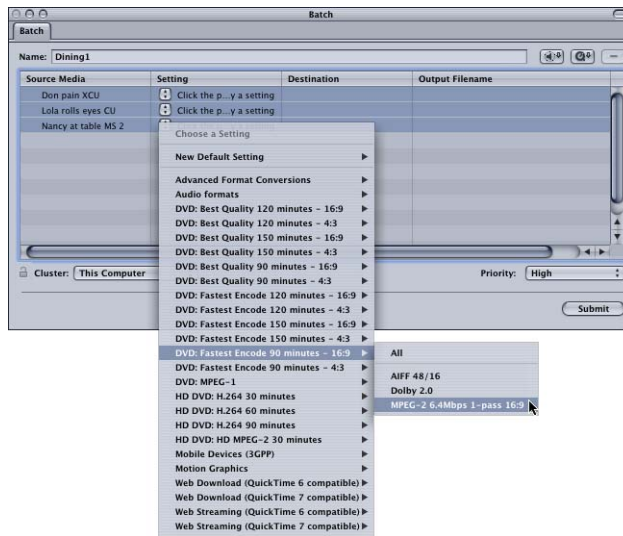 Batch
Batch
Name: Dining1
Source Media Setting Destination Output Filename
Don pain XCU Click the p...y a setting
Lola rolls eyes CU Click the p...y a setting
Nancy at table MS 2
Choose a Setting
New Default Setting
Advanced Format Conversions
Audio formats
DVD: Best Quality 120 minutes - 16:9
DVD: Best Quality 120 minutes - 4:3
DVD: Best Quality 150 minutes - 16:9
DVD: Best Quality 150 minutes - 4:3
DVD: Best Quality 90 minutes - 16:9
DVD: Best Quality 90 minutes - 4:3
DVD: Fastest Encode 120 minutes - 16:9
DVD: Fastest Encode 120 minutes - 4:3
DVD: Fastest Encode 150 minutes - 16:9
DVD: Fastest Encode 150 minutes - 4:3
DVD: Fastest Encode 90 minutes - 16:9
DVD: Fastest Encode 90 minutes - 4:3
DVD: MPEG-1
HD DVD: H.264 30 minutes
HD DVD: H.264 60 minutes
HD DVD: H.264 90 minutes
HD DVD: HD MPEG-2 30 minutes
Mobile Devices (3GPP)
Motion Graphics
Web Download (QuickTime 6 compatible)
Web Download (QuickTime 7 compatible)
Web Streaming (QuickTime 6 compatible)
Web Streaming (QuickTime 7 compatible)
All
AIFF 48/16
Dolby 2.0
MPEG-2 6.4Mbps 1-pass 16:9
Cluster: This Computer
Priority: High
Submit